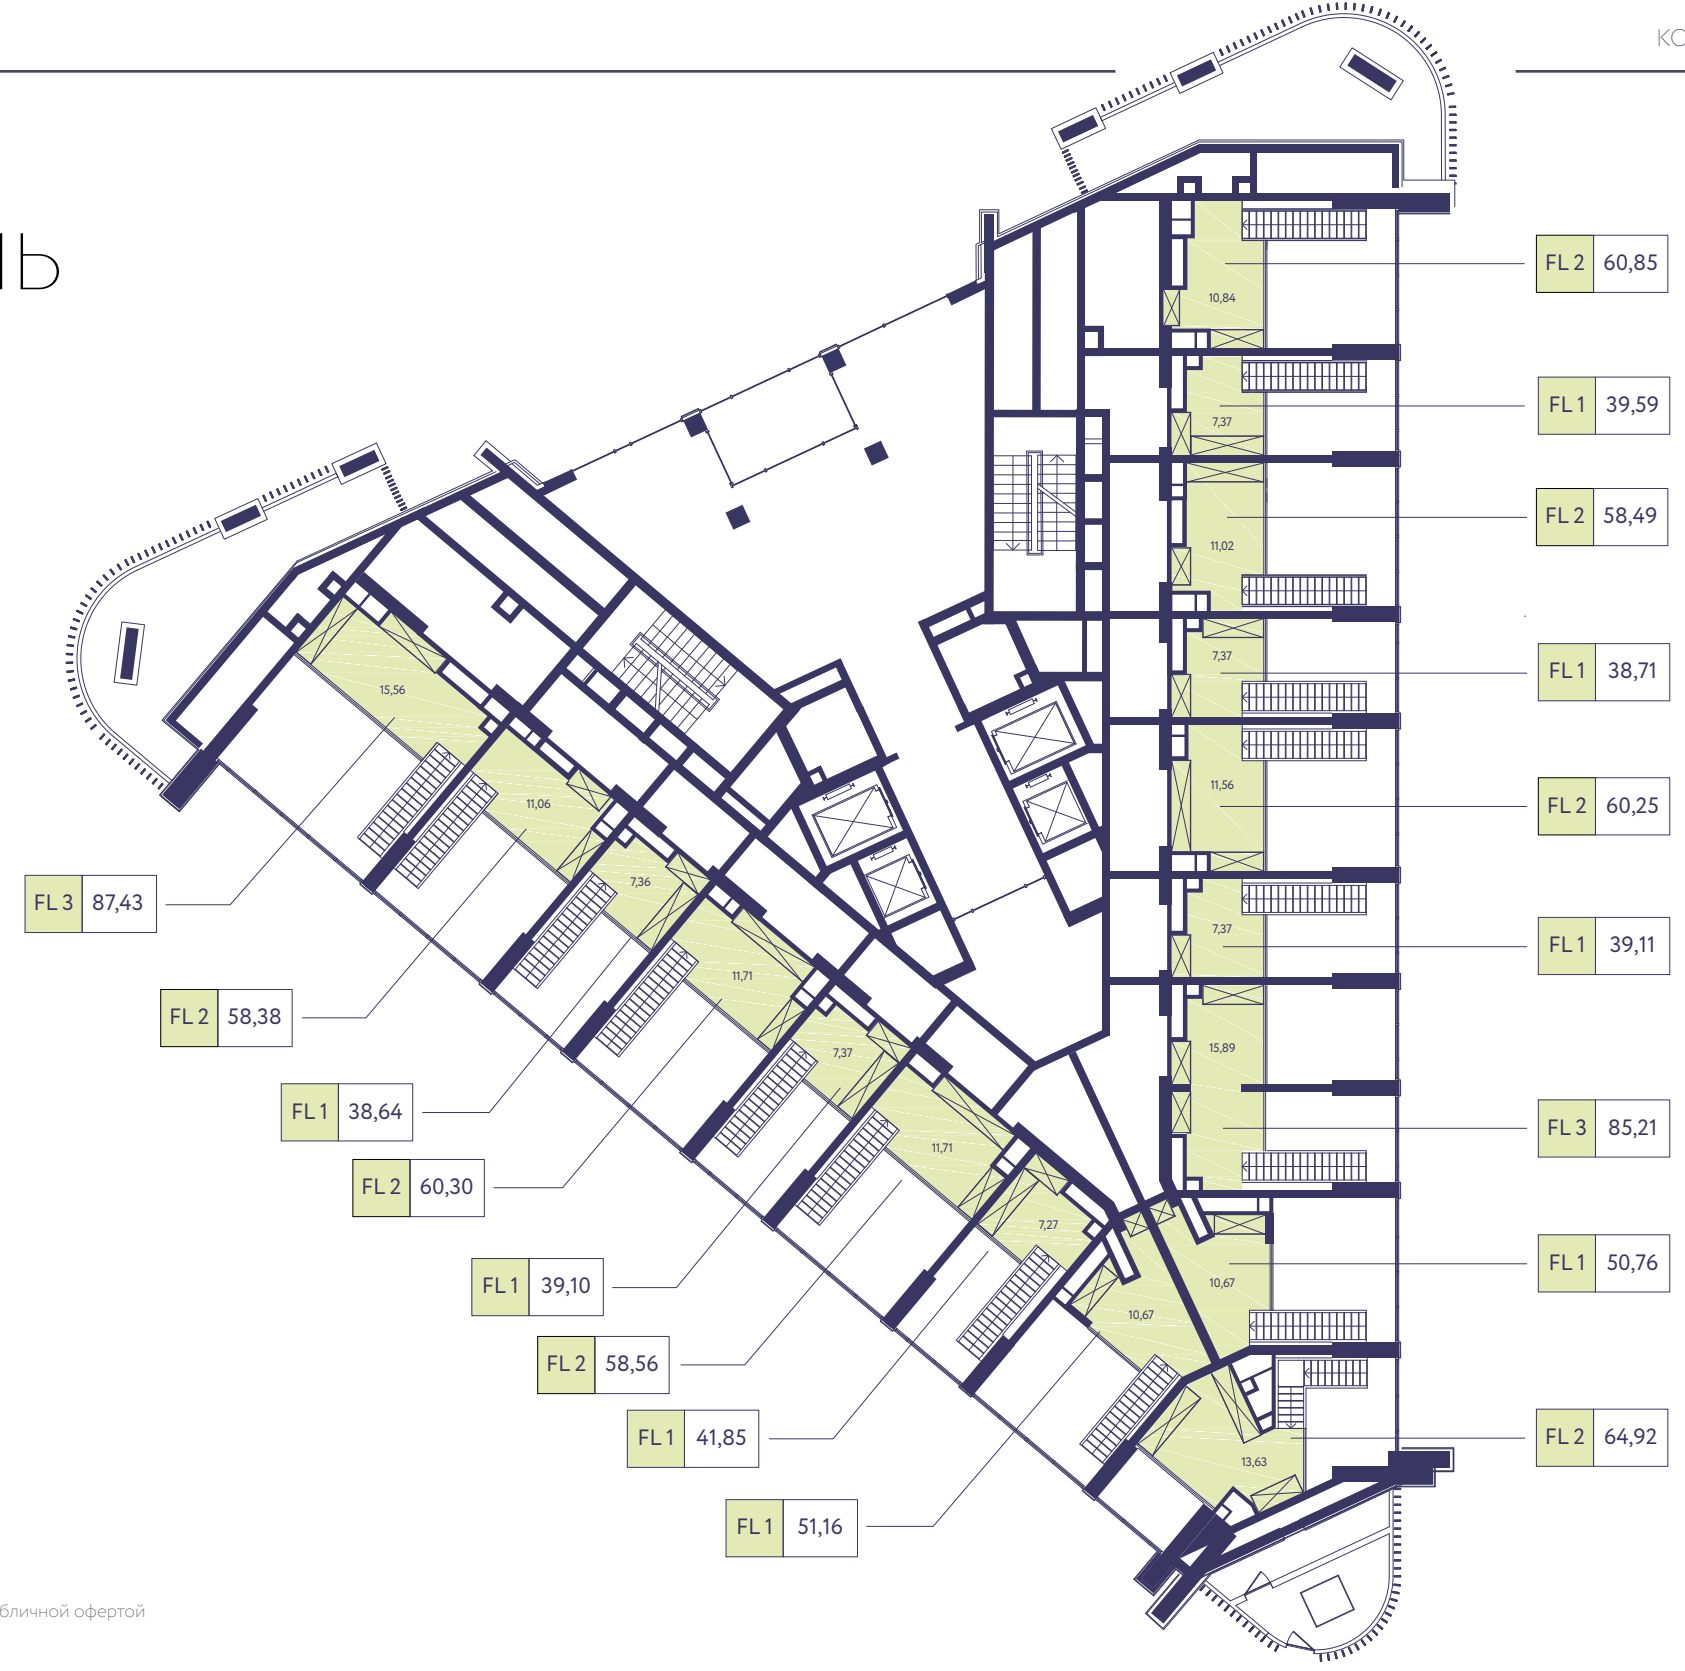 КО
ЛЬ
FL 2 60,85
10,84
FL 1 39,59
7,37
FL 2 58,49
11,02
FL 1 38,71
7,37
15,56
FL 2 60,25
11,56
11,06
FL 3 87,43
7,36
FL 1 39,11
7,37
11,71
FL 2 58,38
7,37
15,89
FL 1 38,64
FL 3 85,21
11,71
FL 2 60,30
7,27
FL 1 50,76
10,67
FL 1 39,10
10,67
FL 2 58,56
FL 1 41,85
FL 2 64,92
13,63
FL 1 51,16
бличной офертой